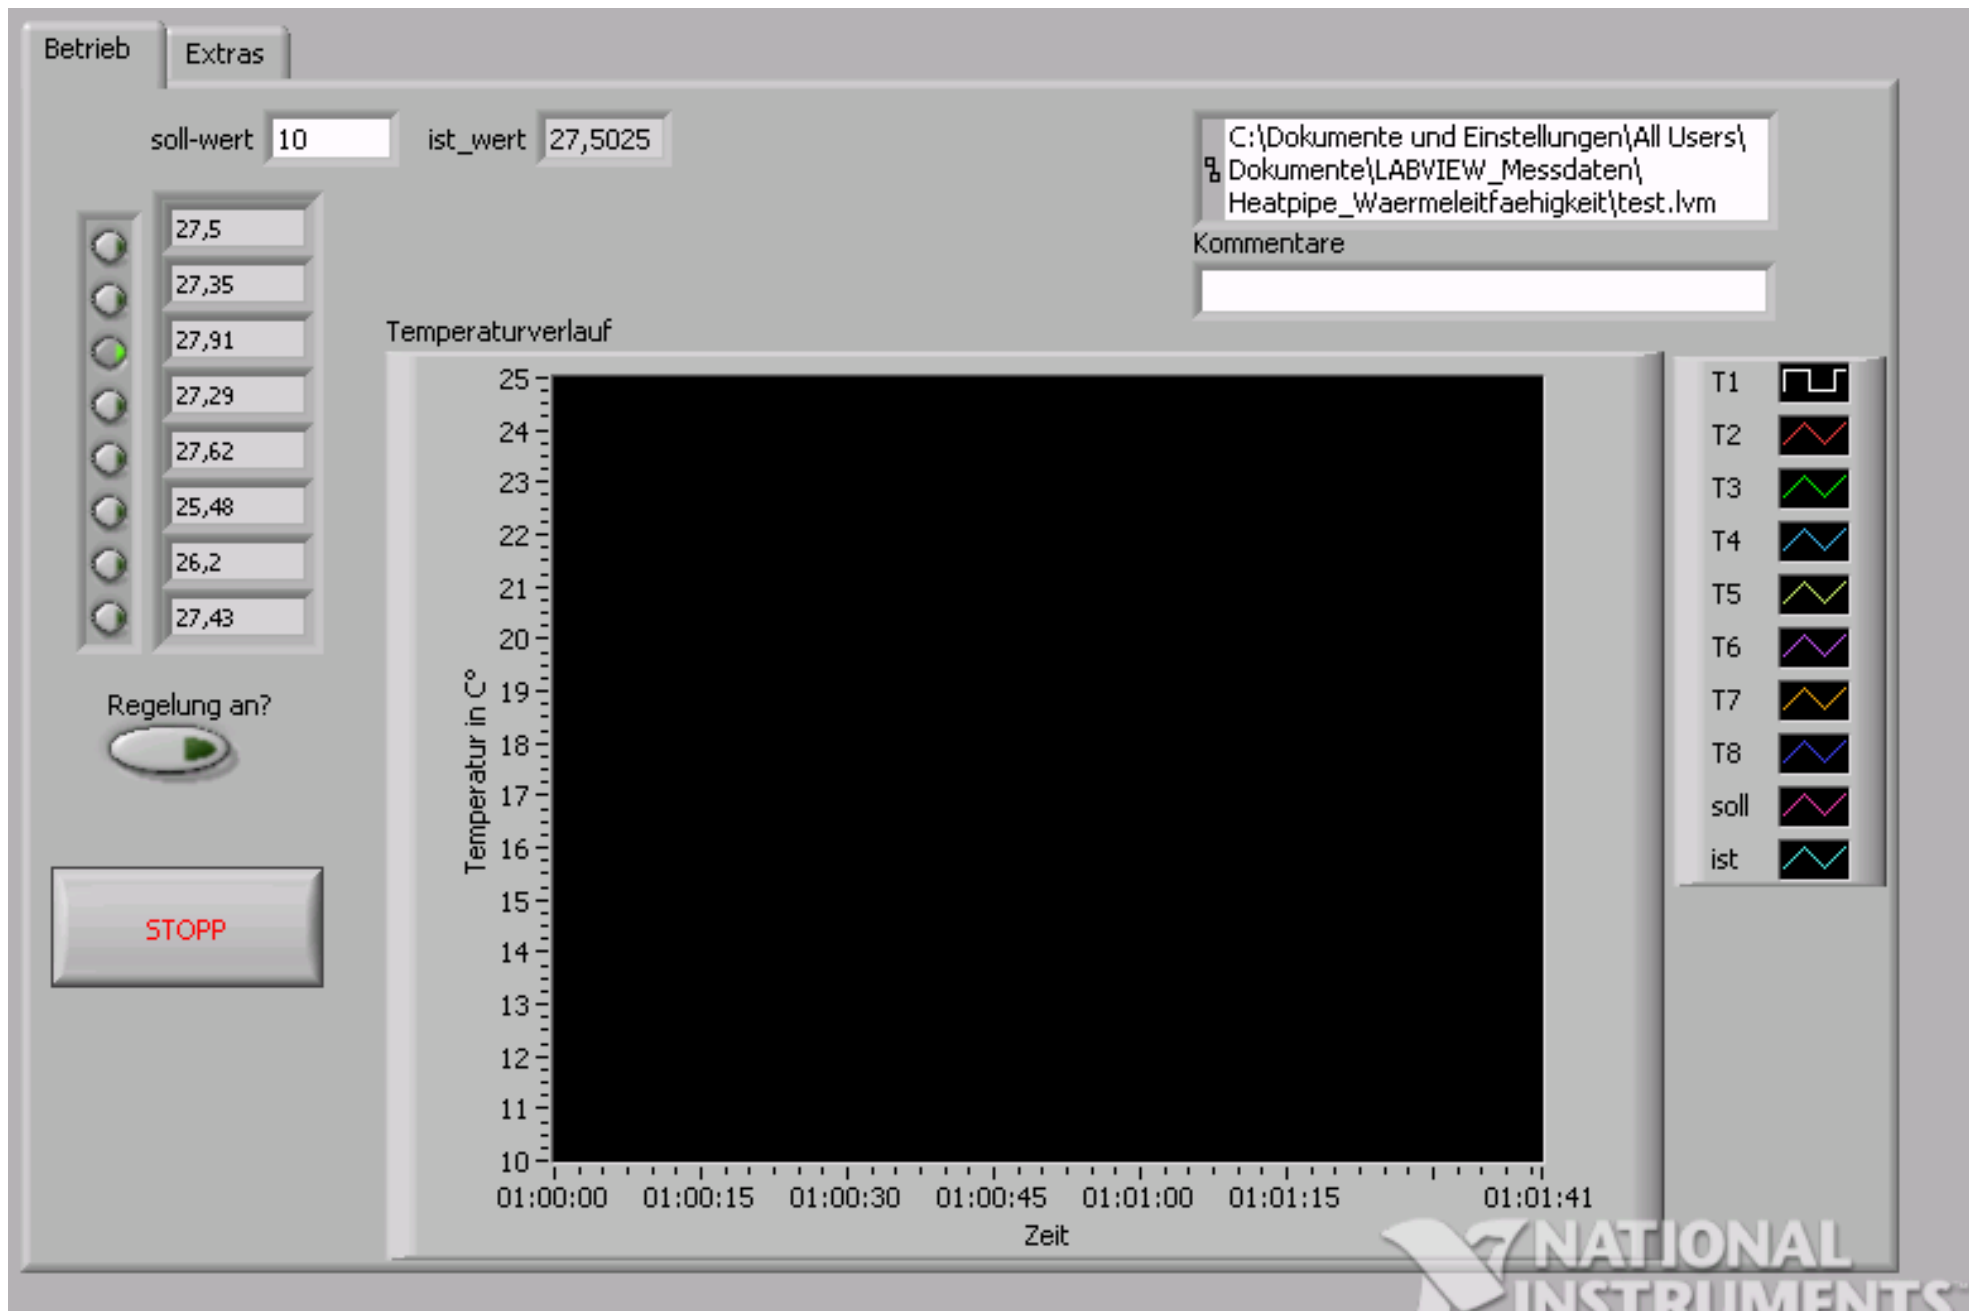 Betrieb
Extras
soll-wert 10 ist_wert 27,5025
C:\Dokumente und Einstellungen\All Users\
Dokumente\LABVIEW_Messdaten\
Heatpipe_Waermeleitfaehigkeit\test.lvm
Kommentare
27,5
27,35
27,91
27,29
27,62
25,48
26,2
27,43
Regelung an?
STOPP
Temperaturverlauf
Temperatur in C°
25
24
23
22
21
20
19
18
17
16
15
14
13
12
11
10
01:00:00 01:00:15 01:00:30 01:00:45 01:01:00 01:01:15 01:01:41
Zeit
T1
T2
T3
T4
T5
T6
T7
T8
soll
ist
NATIONAL
INSTRUMENTS